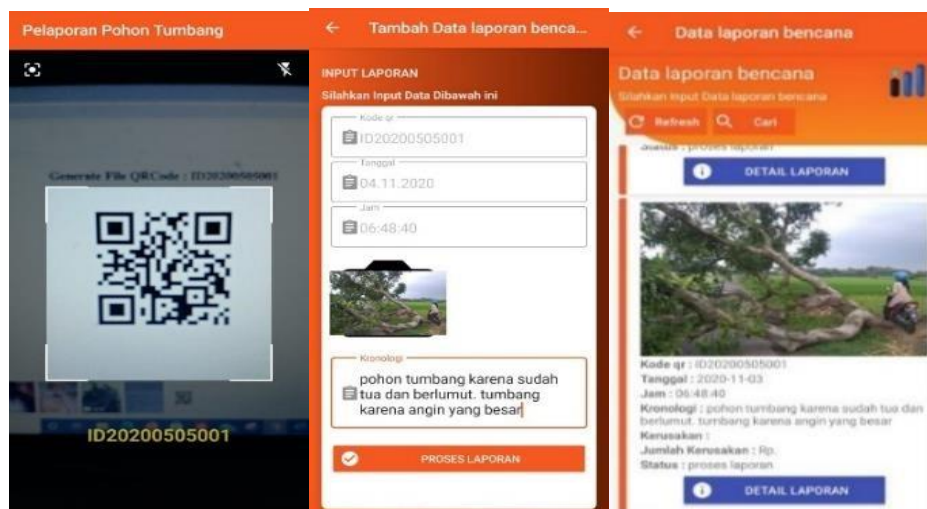 Pelaporan Pohon Tumbang
Generate File QRCode : ID20200505001
ID20200505001
Tambah Data laporan benca...
INPUT LAPORAN
Silahkan Input Data Dibawah ini
Kode qr
ID20200505001
Tanggal
04.11.2020
Jam
06:48:40
Kronologi
pohon tumbang karena sudah
tua dan berlumut. tumbang
karena angin yang besar
PROSES LAPORAN
Data laporan bencana
Data laporan bencana
Silahkan Input Data laporan bencana
Refresh
Cari
Status : proses laporan
DETAIL LAPORAN
Kode qr : ID20200505001
Tanggal : 2020-11-03
Jam : 06:48:40
Kronologi : pohon tumbang karena sudah tua dan
berlumut. tumbang karena angin yang besar
Kerusakan :
Jumlah Kerusakan : Rp.
Status : proses laporan
DETAIL LAPORAN